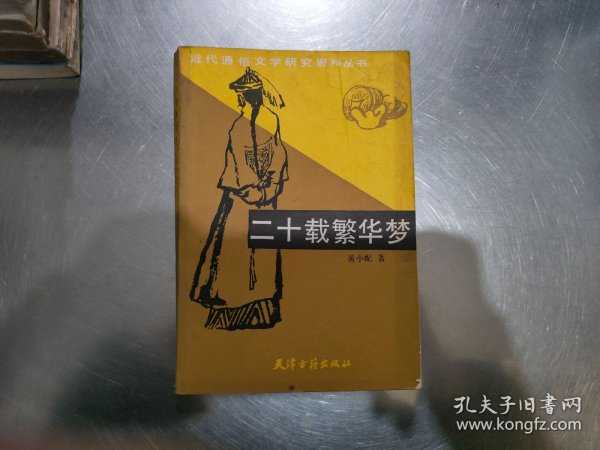 近代通俗文学研究资料丛书
二十载繁华梦
黄小配 著
天津古籍出版社
孔夫子旧书网
www.kongfz.com